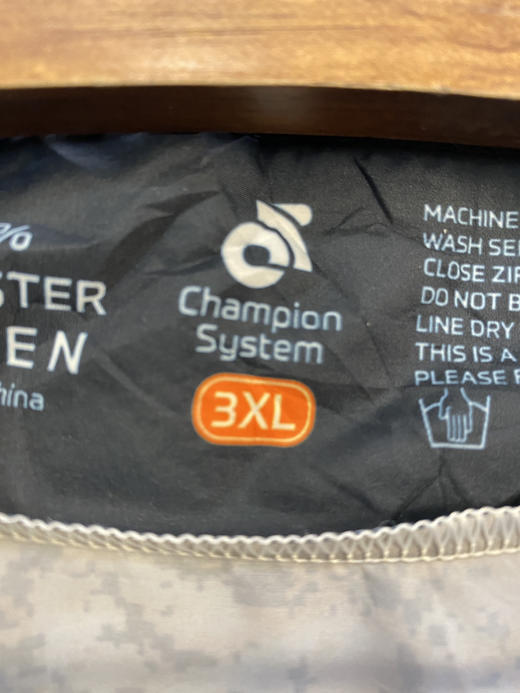 %
STER
EN
hina
Champion
System
3XL
MACHINE
WASH SE
CLOSE ZIP
DO NOT B
LINE DRY
THIS IS A
PLEASE